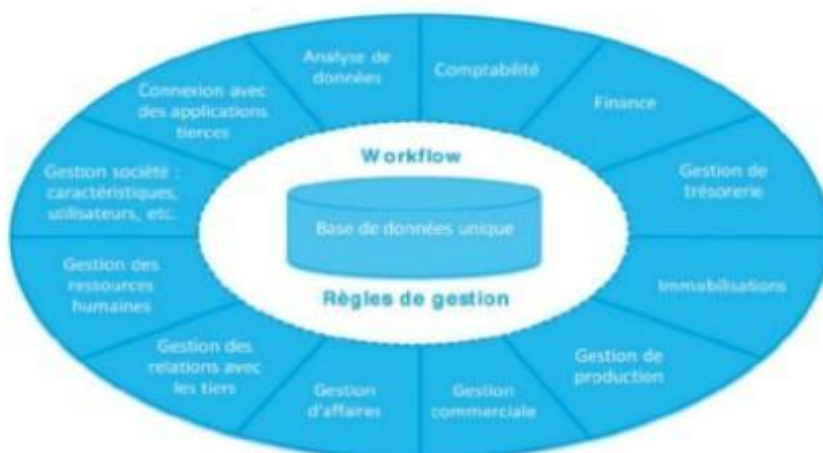 Analyse de
données
Comptabilité
Finance
Gestion de
trésorerie
Immobilisations
Gestion de
production
Gestion
commerciale
Gestion
d'affaires
Gestion des
relations avec
les tiers
Gestion des
ressources
humaines
Gestion société :
caractéristiques,
utilisateurs, etc.
Connexion avec
des applications
tierces
Workflow
Base de données unique
Règles de gestion